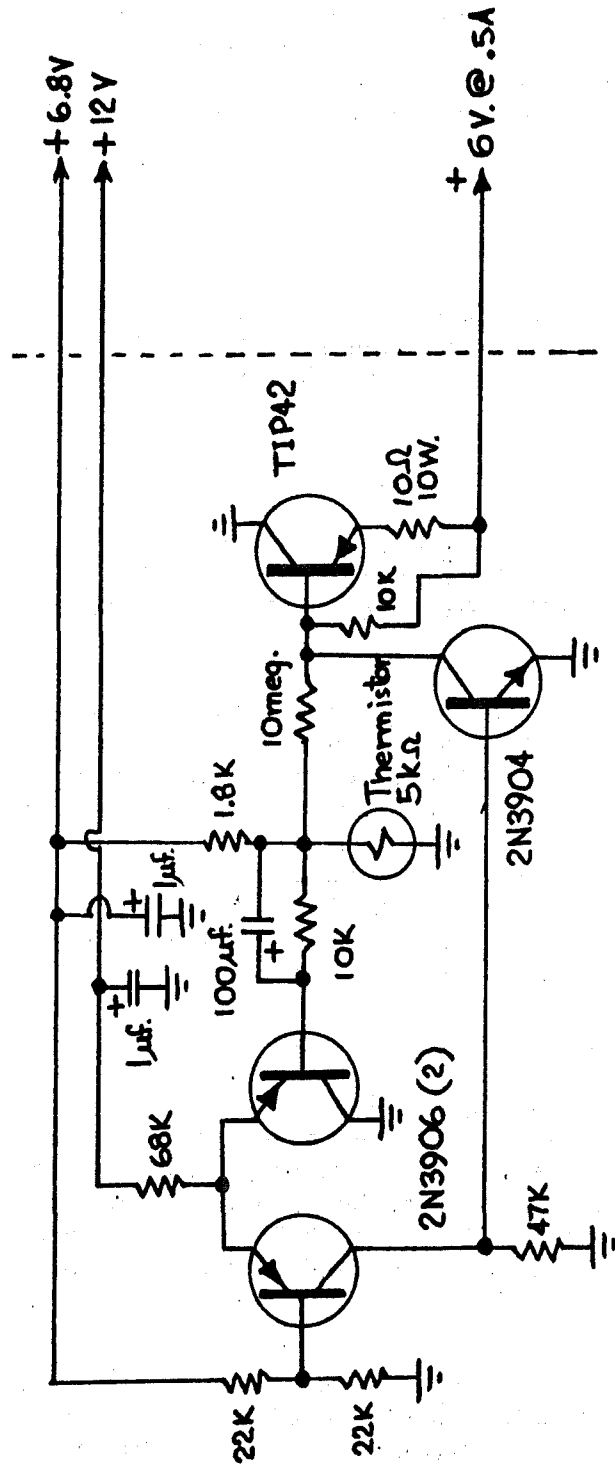 +6.8V
+12V
+
6V.@.5A
TIP42
10Ω
10W.
10K
10meg.
Thermistor
5KΩ
1.8K
+
1μf.
+
1μf.
100μf.
+
10K
2N3904
68K
2N3906 (2)
47K
22K
22K